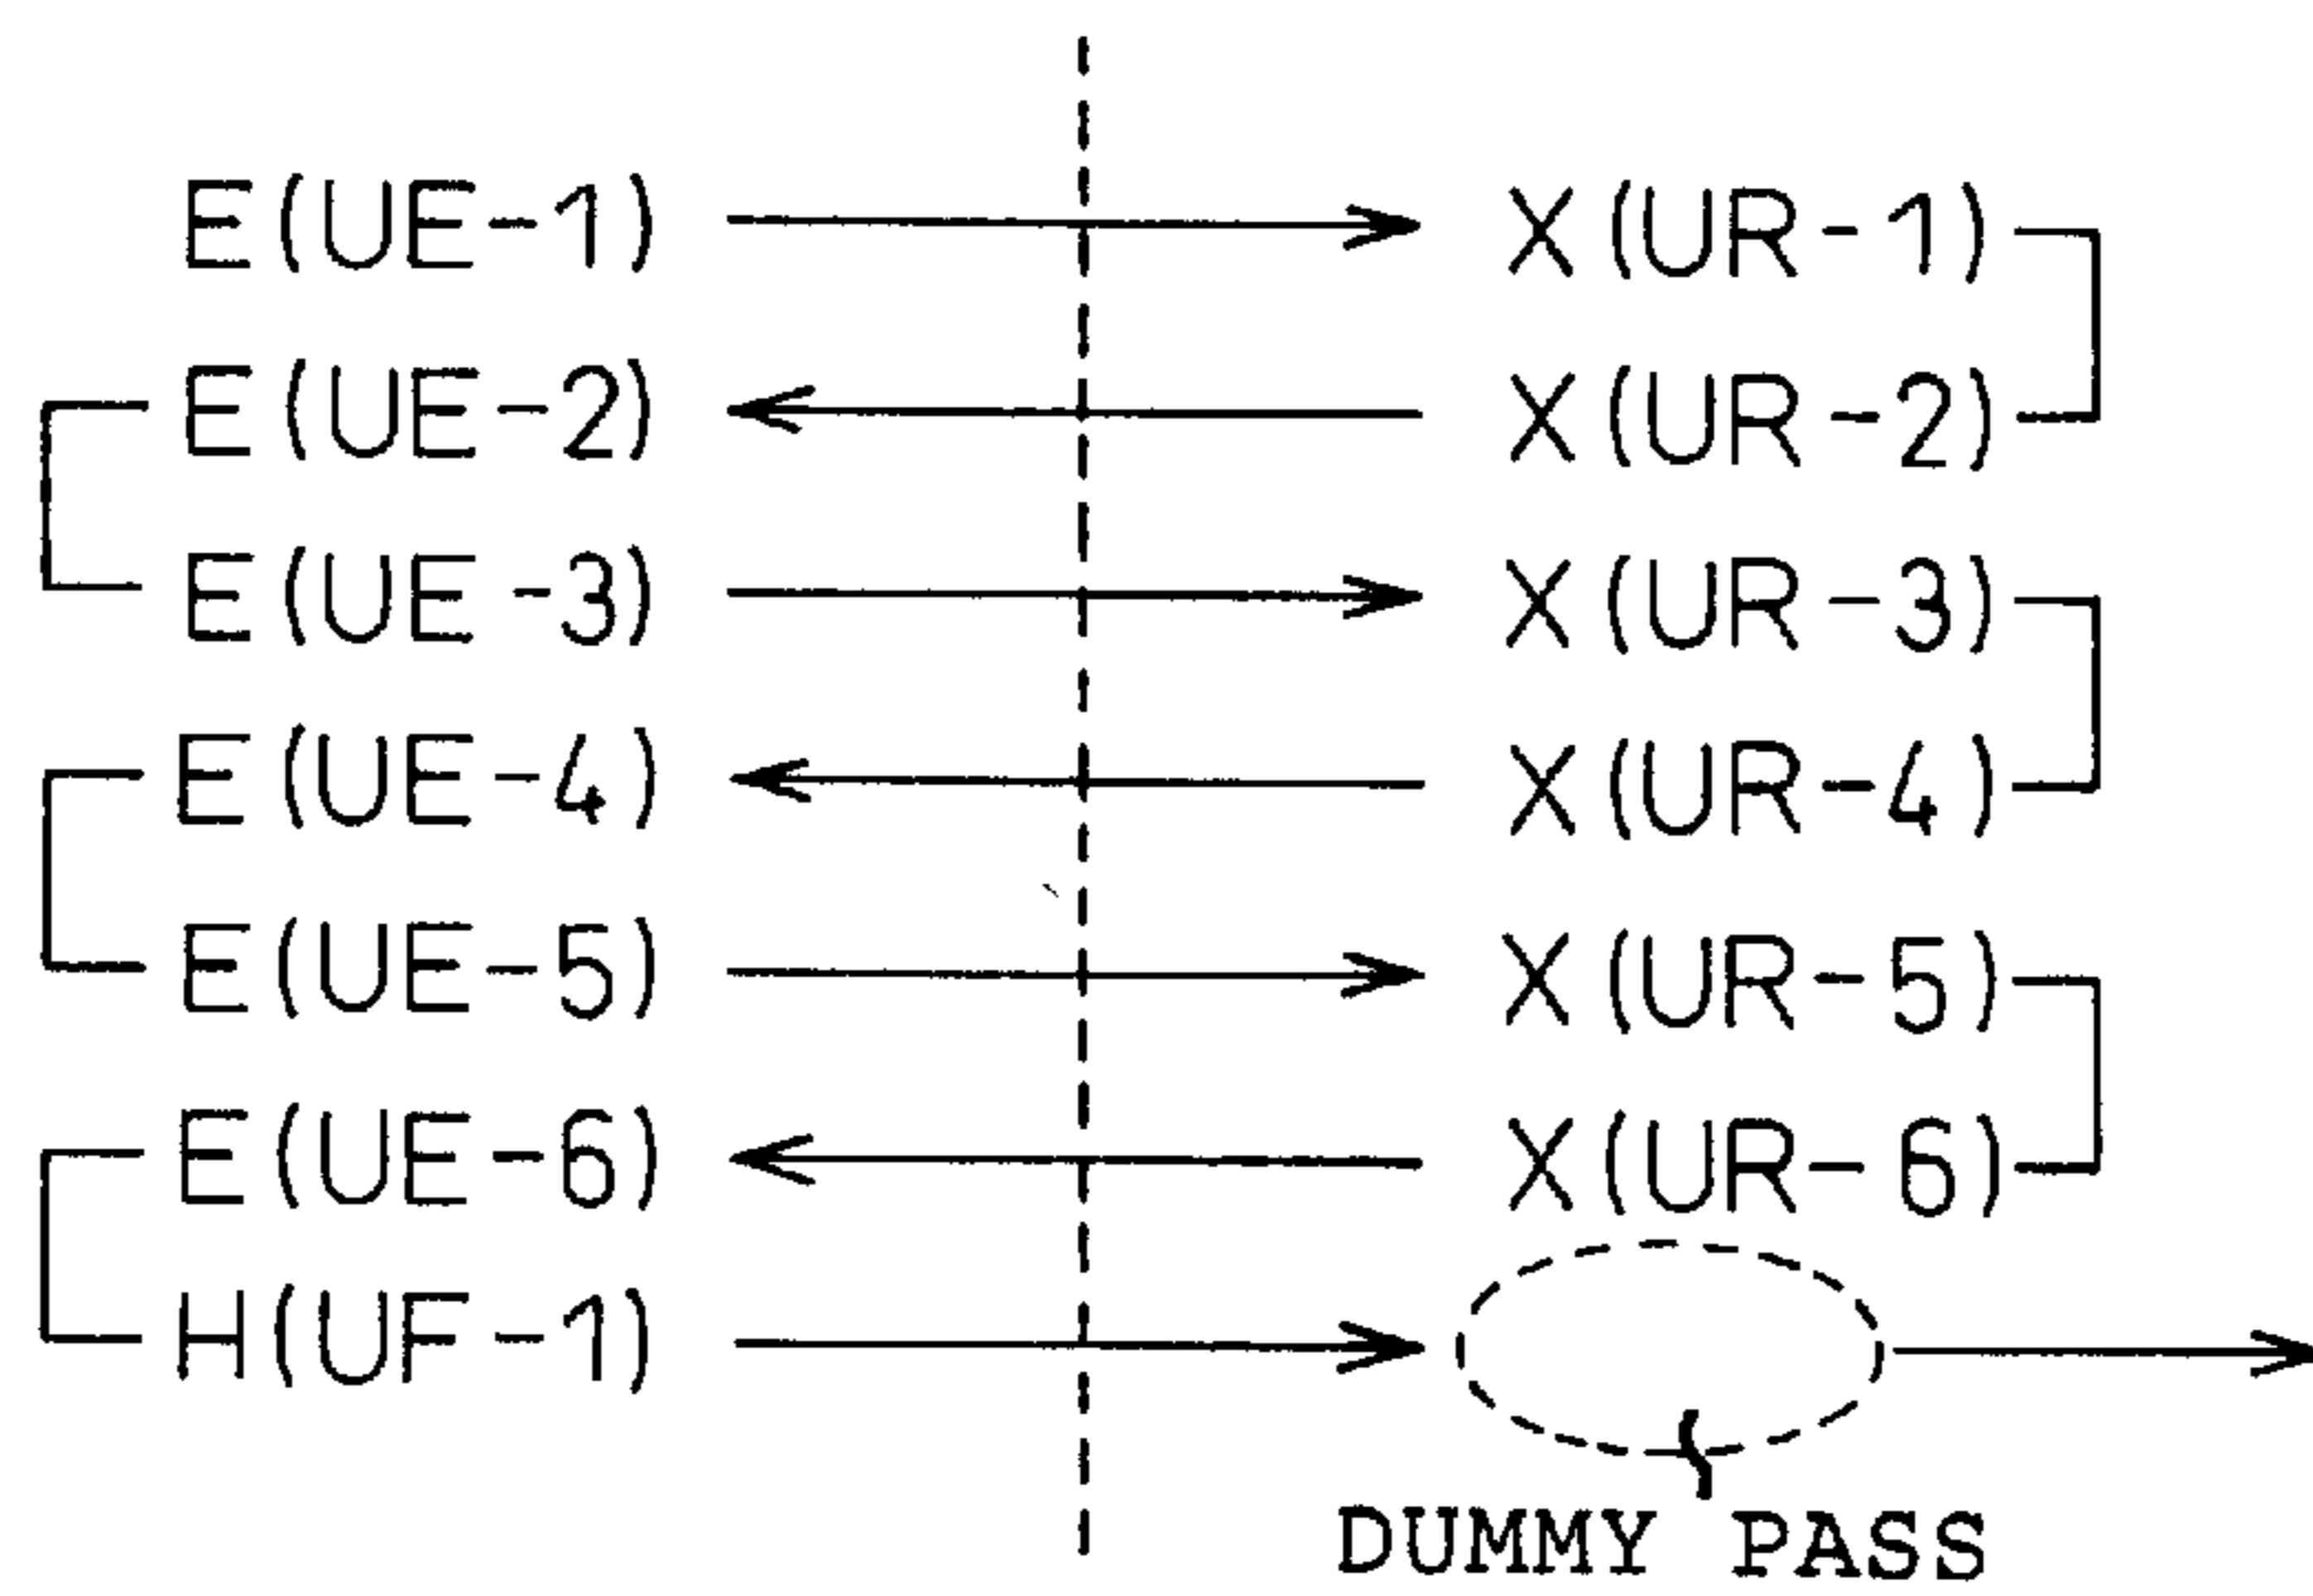 E(UE-1) X(UR-1)
E(UE-2) X(UR-2)
E(UE-3) X(UR-3)
E(UE-4) X(UR-4)
E(UE-5) X(UR-5)
E(UE-6) X(UR-6)
H(UF-1)
DUMMY PASS